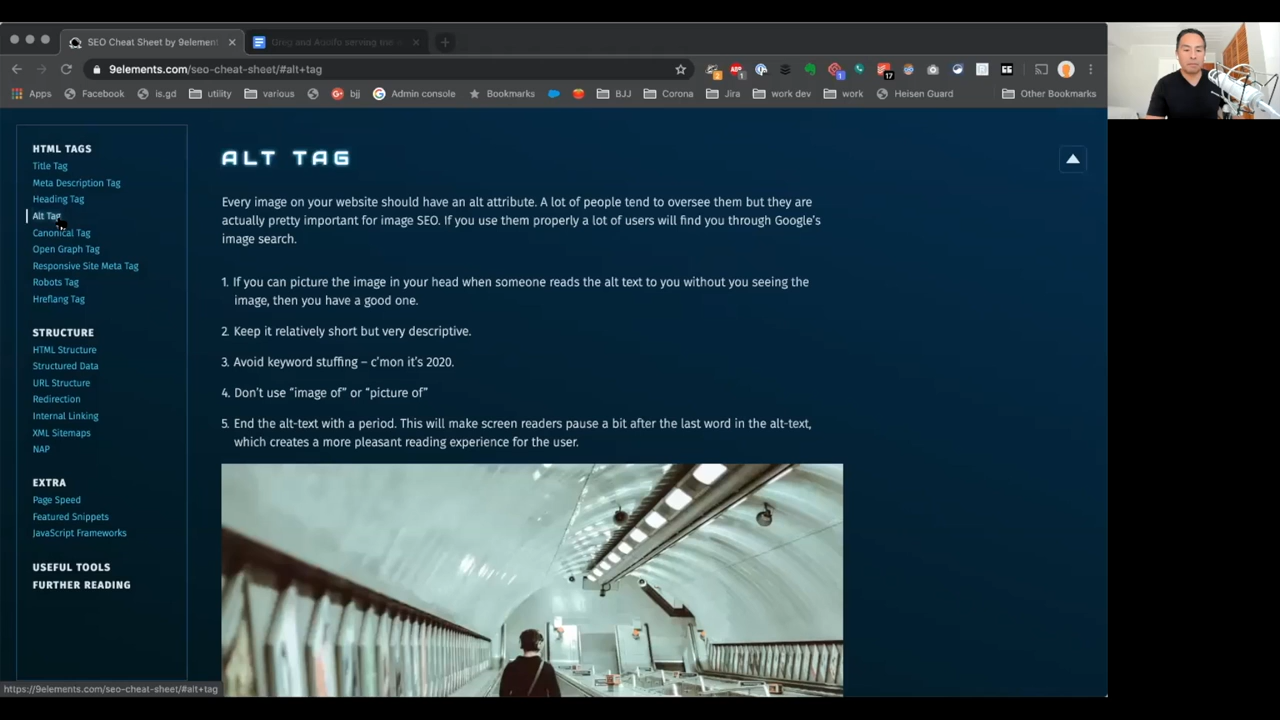 SEO Cheat Sheet by 9element
Greg and Adolfo serving the
9elements.com/seo-cheat-sheet/#alt+tag
2
1
1
17
Apps
Facebook
is.gd
utility
various
bjj
Admin console
Bookmarks
BJJ
Corona
Jira
work dev
work
Heisen Guard
Other Bookmarks
HTML TAGS
Title Tag
Meta Description Tag
Heading Tag
Alt Tag
Canonical Tag
Open Graph Tag
Responsive Site Meta Tag
Robots Tag
Hreflang Tag
STRUCTURE
HTML Structure
Structured Data
URL Structure
Redirection
Internal Linking
XML Sitemaps
NAP
EXTRA
Page Speed
Featured Snippets
JavaScript Frameworks
USEFUL TOOLS
FURTHER READING
ALT TAG
Every image on your website should have an alt attribute. A lot of people tend to oversee them but they are
actually pretty important for image SEO. If you use them properly a lot of users will find you through Google's
image search.
1. If you can picture the image in your head when someone reads the alt text to you without you seeing the
image, then you have a good one.
2. Keep it relatively short but very descriptive.
3. Avoid keyword stuffing – c'mon it's 2020.
4. Don't use “image of” or “picture of”
5. End the alt-text with a period. This will make screen readers pause a bit after the last word in the alt-text,
which creates a more pleasant reading experience for the user.
https://9elements.com/seo-cheat-sheet/#alt+tag